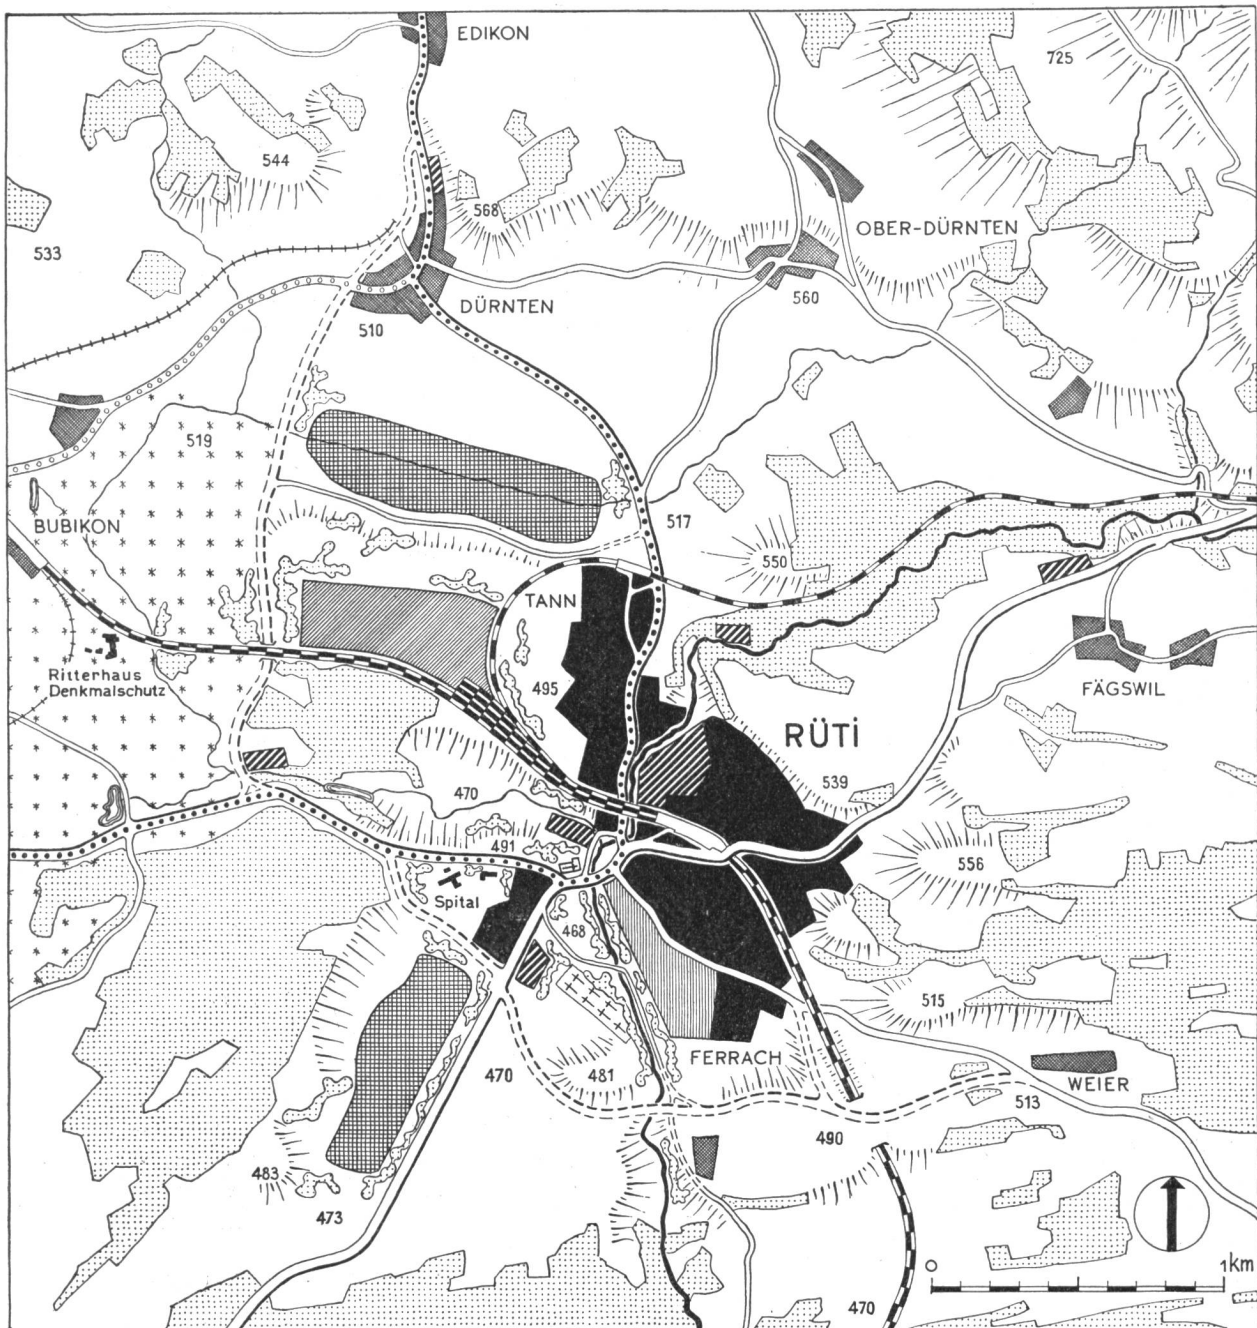 EDIKON
725
544
568
533
OBER-DÜRNTEN
560
DÜRNTEN
510
519
517
BUBIKON
550
TANN
Ritterhaus
Denkmalschutz
495
FÄGSWIL
RÜTI
539
470
491
556
Spital
468
515
FERRACH
470
481
WEIER
513
490
483
473
0
1km
470